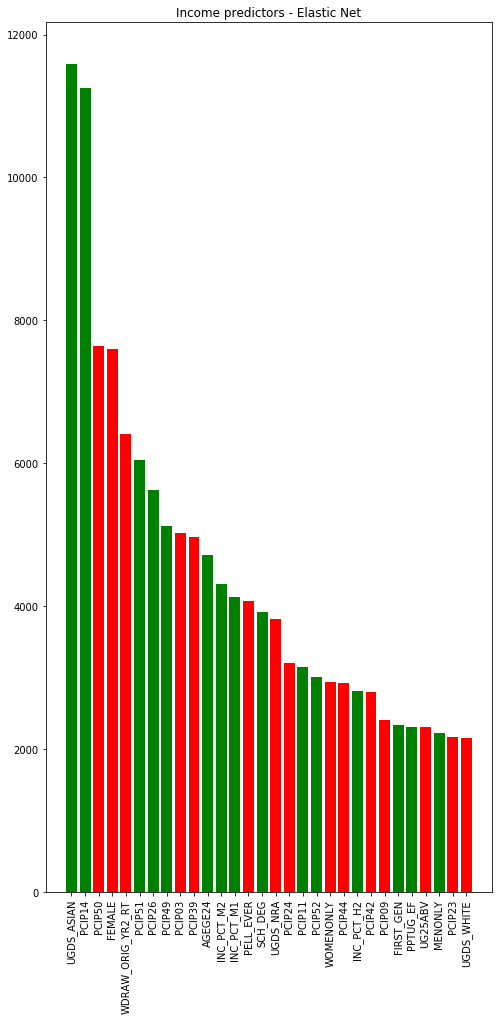 Income predictors - Elastic Net
12000
10000
8000
6000
4000
2000
0
UGDS_ASIAN
PCIP14
PCIP50
FEMALE
WDRAW_ORIG_YR2_RT
PCIP51
PCIP26
PCIP49
PCIP03
PCIP39
AGEGE24
INC_PCT_M2
INC_PCT_M1
PELL_EVER
SCH_DEG
UGDS_NRA
PCIP24
PCIP11
PCIP52
WOMENONLY
PCIP44
INC_PCT_H2
PCIP42
PCIP09
FIRST_GEN
PPTUG_EF
UG25ABV
MENONLY
PCIP23
UGDS_WHITE